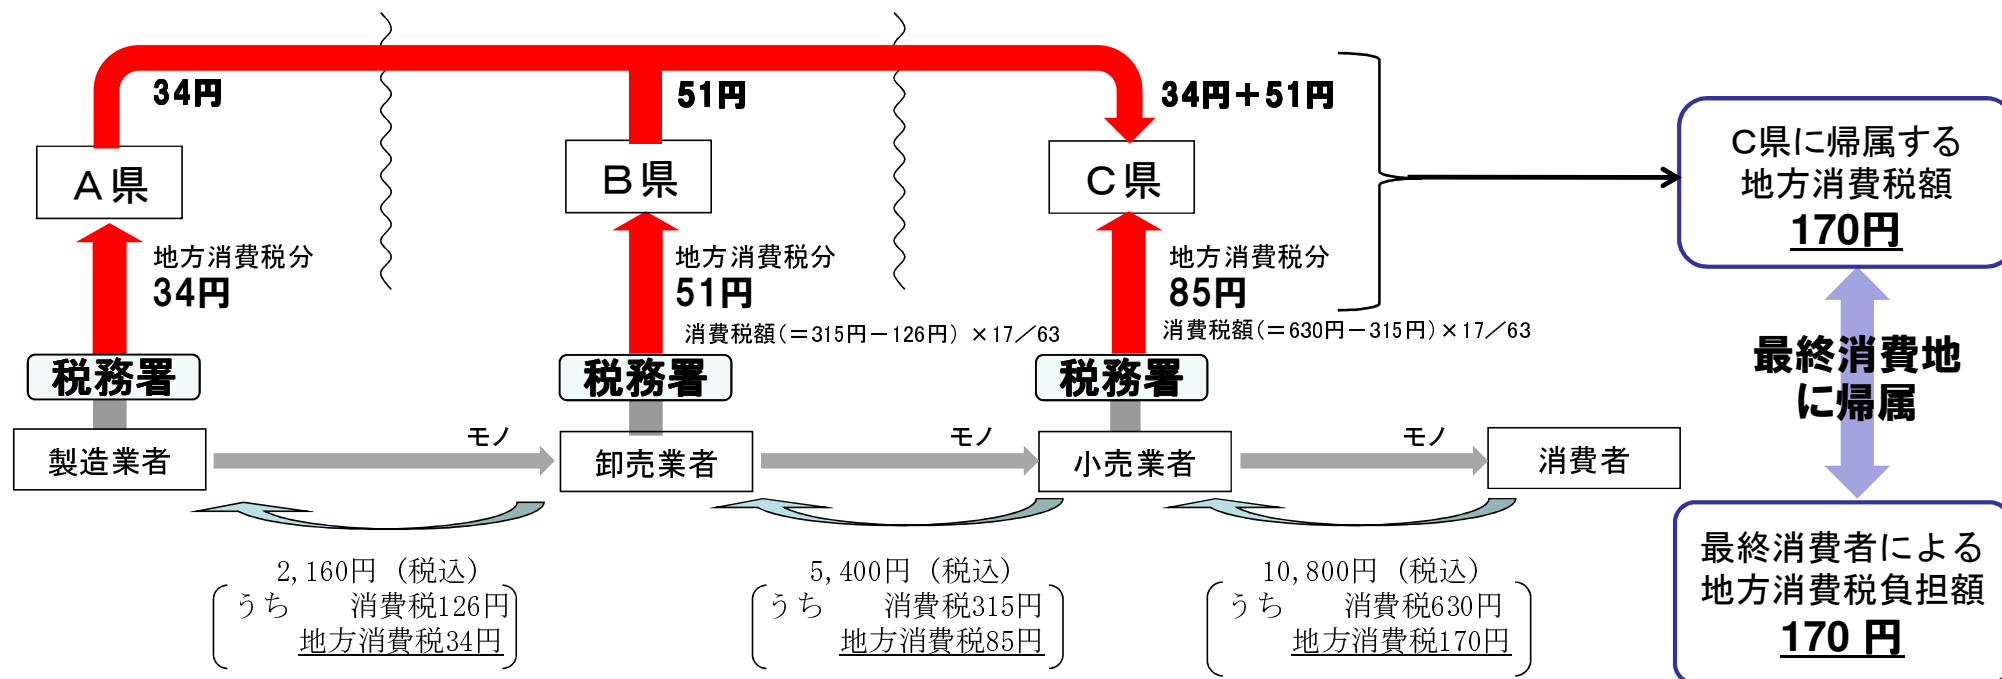 34円
51円
34円＋51円
A県
B県
C県
C県に帰属する
地方消費税額
170円
地方消費税分
34円
地方消費税分
51円
消費税額(＝315円－126円) ×17／63
地方消費税分
85円
消費税額(＝630円－315円)×17／63
最終消費地
に帰属
税務署
税務署
税務署
製造業者
モノ
卸売業者
モノ
小売業者
モノ
消費者
2,160円（税込）
うち　消費税126円
地方消費税34円
5,400円（税込）
うち　消費税315円
地方消費税85円
10,800円（税込）
うち　消費税630円
地方消費税170円
最終消費者による
地方消費税負担額
170 円